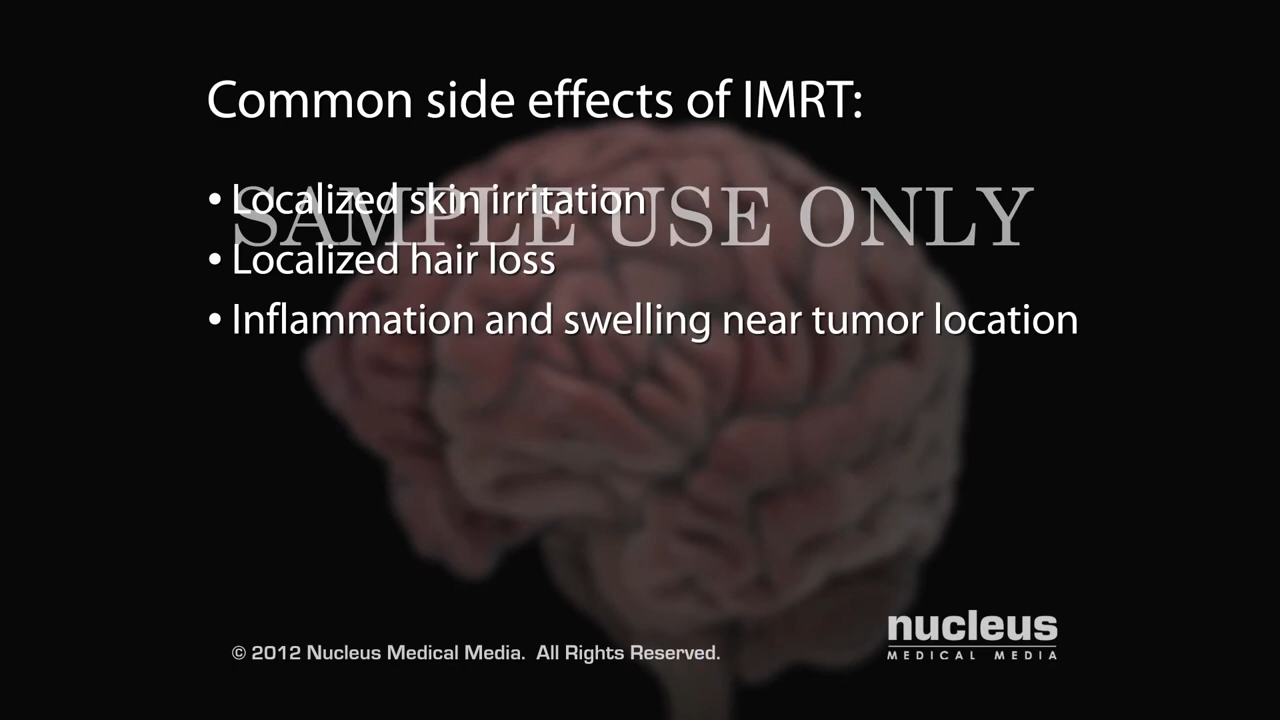 Common side effects of IMRT:
• Localized skin irritation
SAMPLE USE ONLY
• Localized hair loss
• Inflammation and swelling near tumor location
nucleus
MEDICAL MEDIA
© 2012 Nucleus Medical Media. All Rights Reserved.